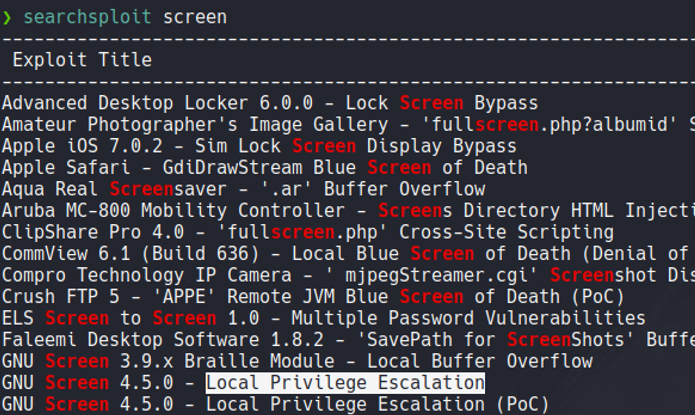 ❯ searchsploit screen
Exploit Title
Advanced Desktop Locker 6.0.0 - Lock Screen Bypass
Amateur Photographer's Image Gallery - 'fullscreen.php?albumid' S
Apple iOS 7.0.2 - Sim Lock Screen Display Bypass
Apple Safari - GdiDrawStream Blue Screen of Death
Aqua Real Screensaver - '.ar' Buffer Overflow
Aruba MC-800 Mobility Controller - Screens Directory HTML Injecti
ClipShare Pro 4.0 - 'fullscreen.php' Cross-Site Scripting
CommView 6.1 (Build 636) - Local Blue Screen of Death (Denial of
Compro Technology IP Camera - ' mjpegStreamer.cgi' Screenshot Dis
Crush FTP 5 - 'APPE' Remote JVM Blue Screen of Death (PoC)
ELS Screen to Screen 1.0 - Multiple Password Vulnerabilities
Faleemi Desktop Software 1.8.2 - 'SavePath for ScreenShots' Buffe
GNU Screen 3.9.x Braille Module - Local Buffer Overflow
GNU Screen 4.5.0 - Local Privilege Escalation
GNU Screen 4.5.0 - Local Privilege Escalation (PoC)